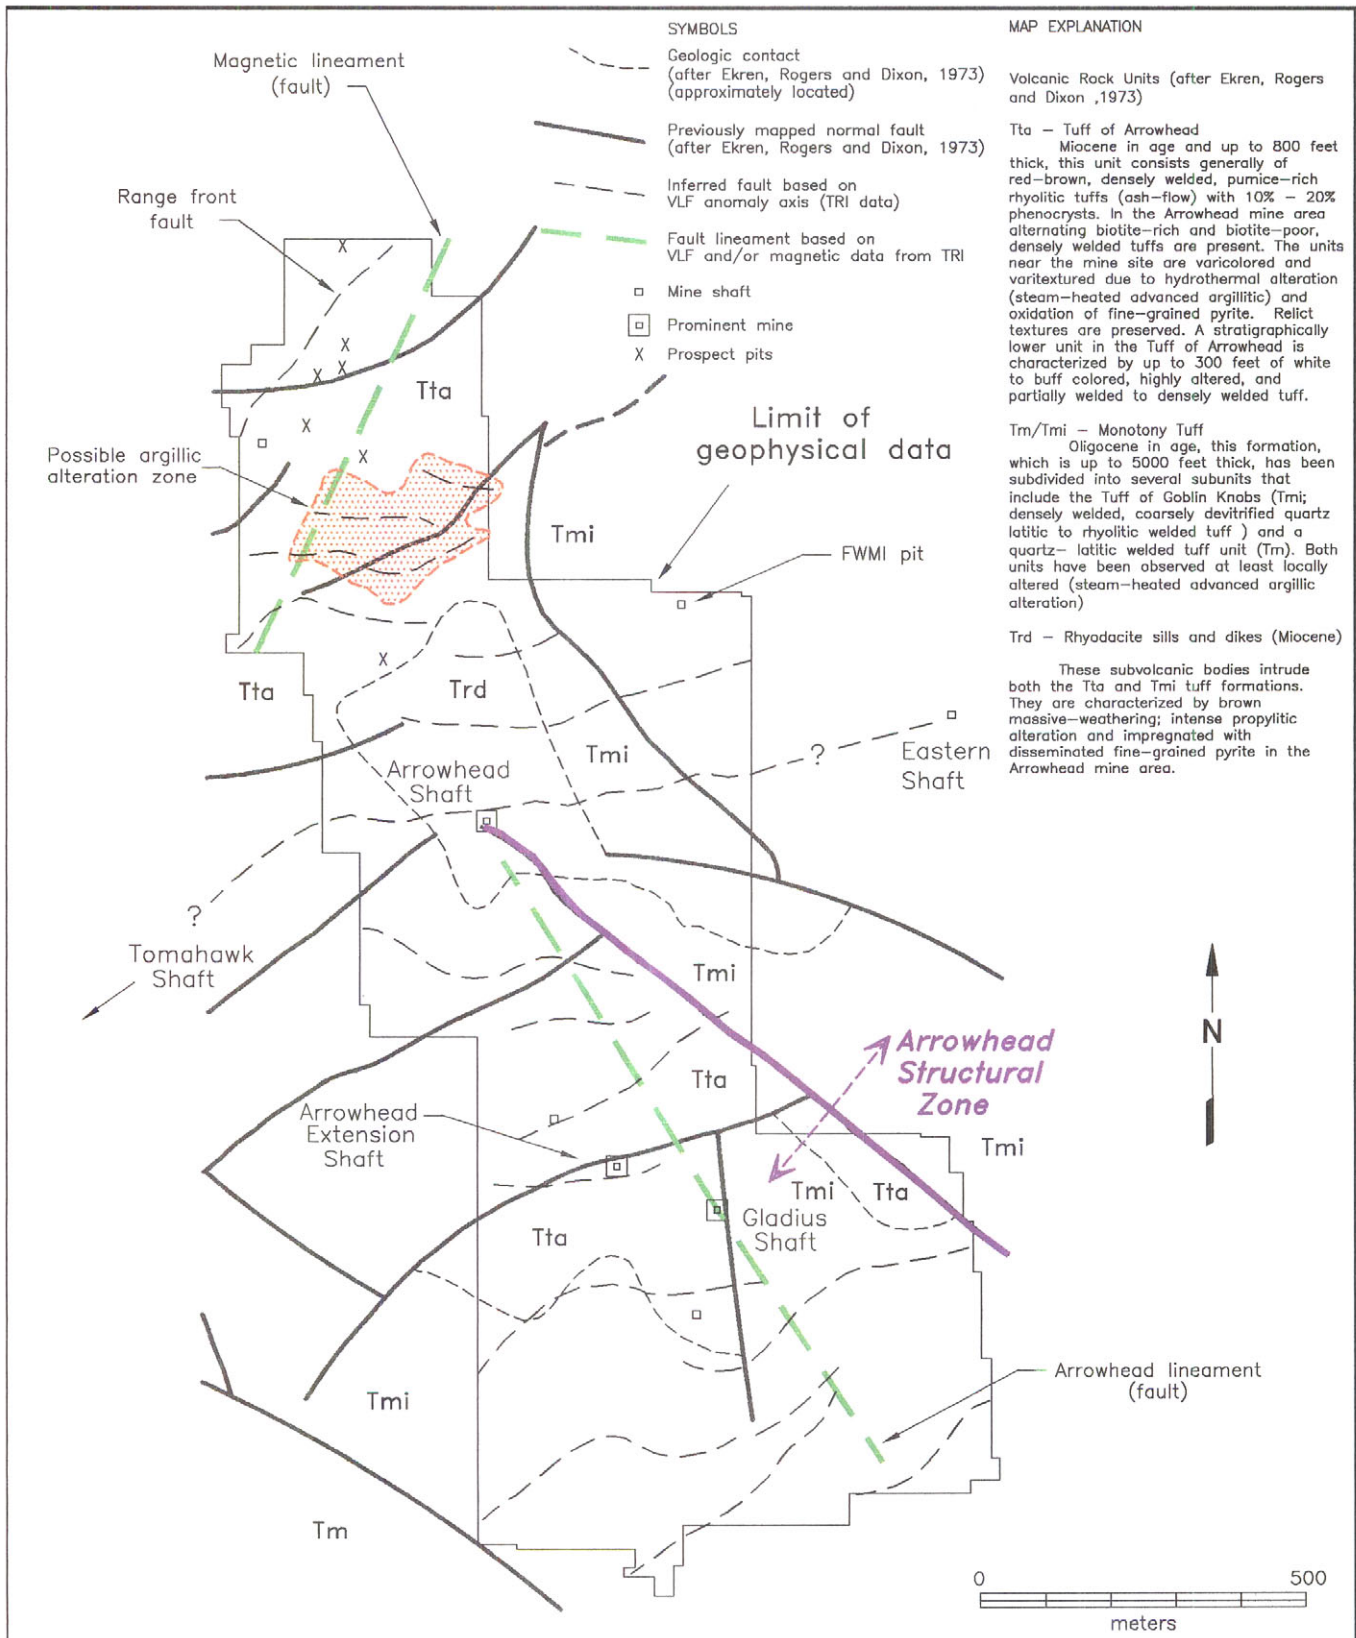 SYMBOLS
Geologic contact
(after Ekren, Rogers and Dixon, 1973)
(approximately located)
Previously mapped normal fault
(after Ekren, Rogers and Dixon, 1973)
Inferred fault based on
VLF anomaly axis (TRI data)
Fault lineament based on
VLF and/or magnetic data from TRI
Mine shaft
Prominent mine
X Prospect pits
MAP EXPLANATION
Volcanic Rock Units (after Ekren, Rogers
and Dixon ,1973)
Tta – Tuff of Arrowhead
Miocene in age and up to 800 feet
thick, this unit consists generally of
red–brown, densely welded, pumice–rich
rhyolitic tuffs (ash–flow) with 10% – 20%
phenocrysts. In the Arrowhead mine area
alternating biotite–rich and biotite–poor,
densely welded tuffs are present. The units
near the mine site are varicolored and
varitextured due to hydrothermal alteration
(steam–heated advanced argillitic) and
oxidation of fine–grained pyrite. Relict
textures are preserved. A stratigraphically
lower unit in the Tuff of Arrowhead is
characterized by up to 300 feet of white
to buff colored, highly altered, and
partially welded to densely welded tuff.
Tm/Tmi – Monotony Tuff
Oligocene in age, this formation,
which is up to 5000 feet thick, has been
subdivided into several subunits that
include the Tuff of Goblin Knobs (Tmi;
densely welded, coarsely devitrified quartz
latitic to rhyolitic welded tuff ) and a
quartz– latitic welded tuff unit (Tm). Both
units have been observed at least locally
altered (steam–heated advanced argillic
alteration)
Trd – Rhyodacite sills and dikes (Miocene)
These subvolcanic bodies intrude
both the Tta and Tmi tuff formations.
They are characterized by brown
massive–weathering; intense propylitic
alteration and impregnated with
disseminated fine–grained pyrite in the
Arrowhead mine area.
Magnetic lineament
(fault)
Range front
fault
X
X
X X
Tta
X
X
Possible argillic
alteration zone
Limit of
geophysical data
Tmi
FWMI pit
X
Tta
Trd
Tmi
?
Eastern
Shaft
Arrowhead
Shaft
?
Tomahawk
Shaft
Tmi
N
Arrowhead
Structural
Zone
Tta
Arrowhead
Extension
Shaft
Tmi
Tmi
Tta
Gladius
Shaft
Tta
Arrowhead lineament
(fault)
Tmi
Tm
0 500
meters